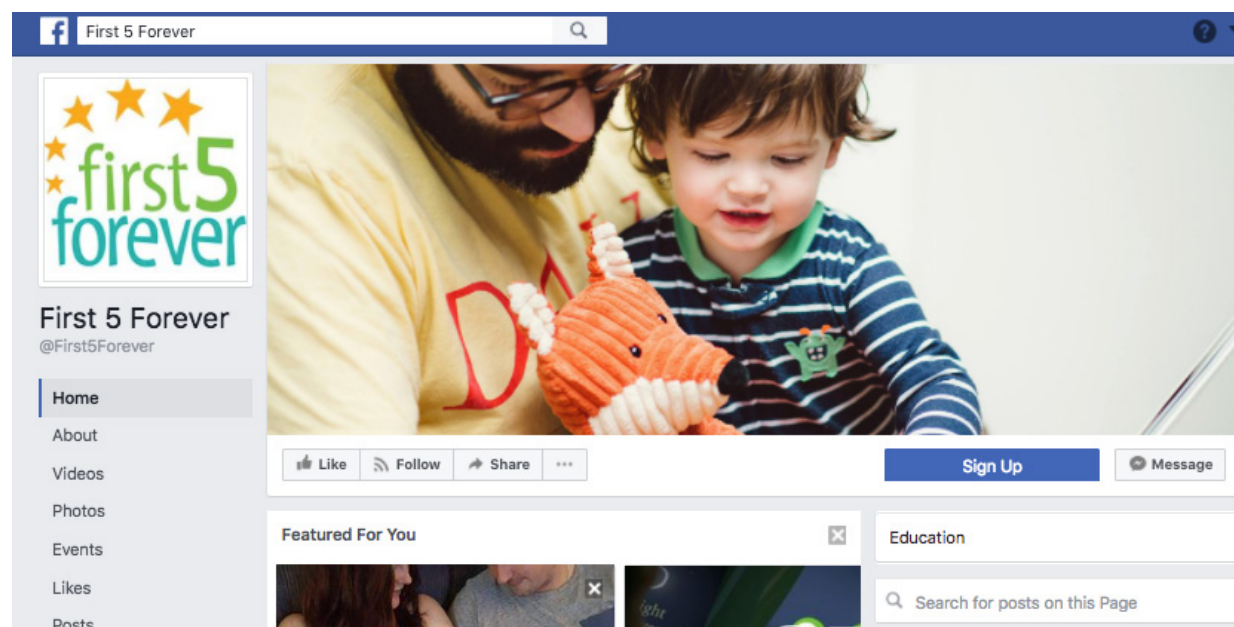 First 5 Forever
first5
forever
First 5 Forever
@First5Forever
Home
About
Videos
Photos
Events
Likes
Posts
Like Follow Share ...
Sign Up Message
Featured For You
Education
Search for posts on this Page